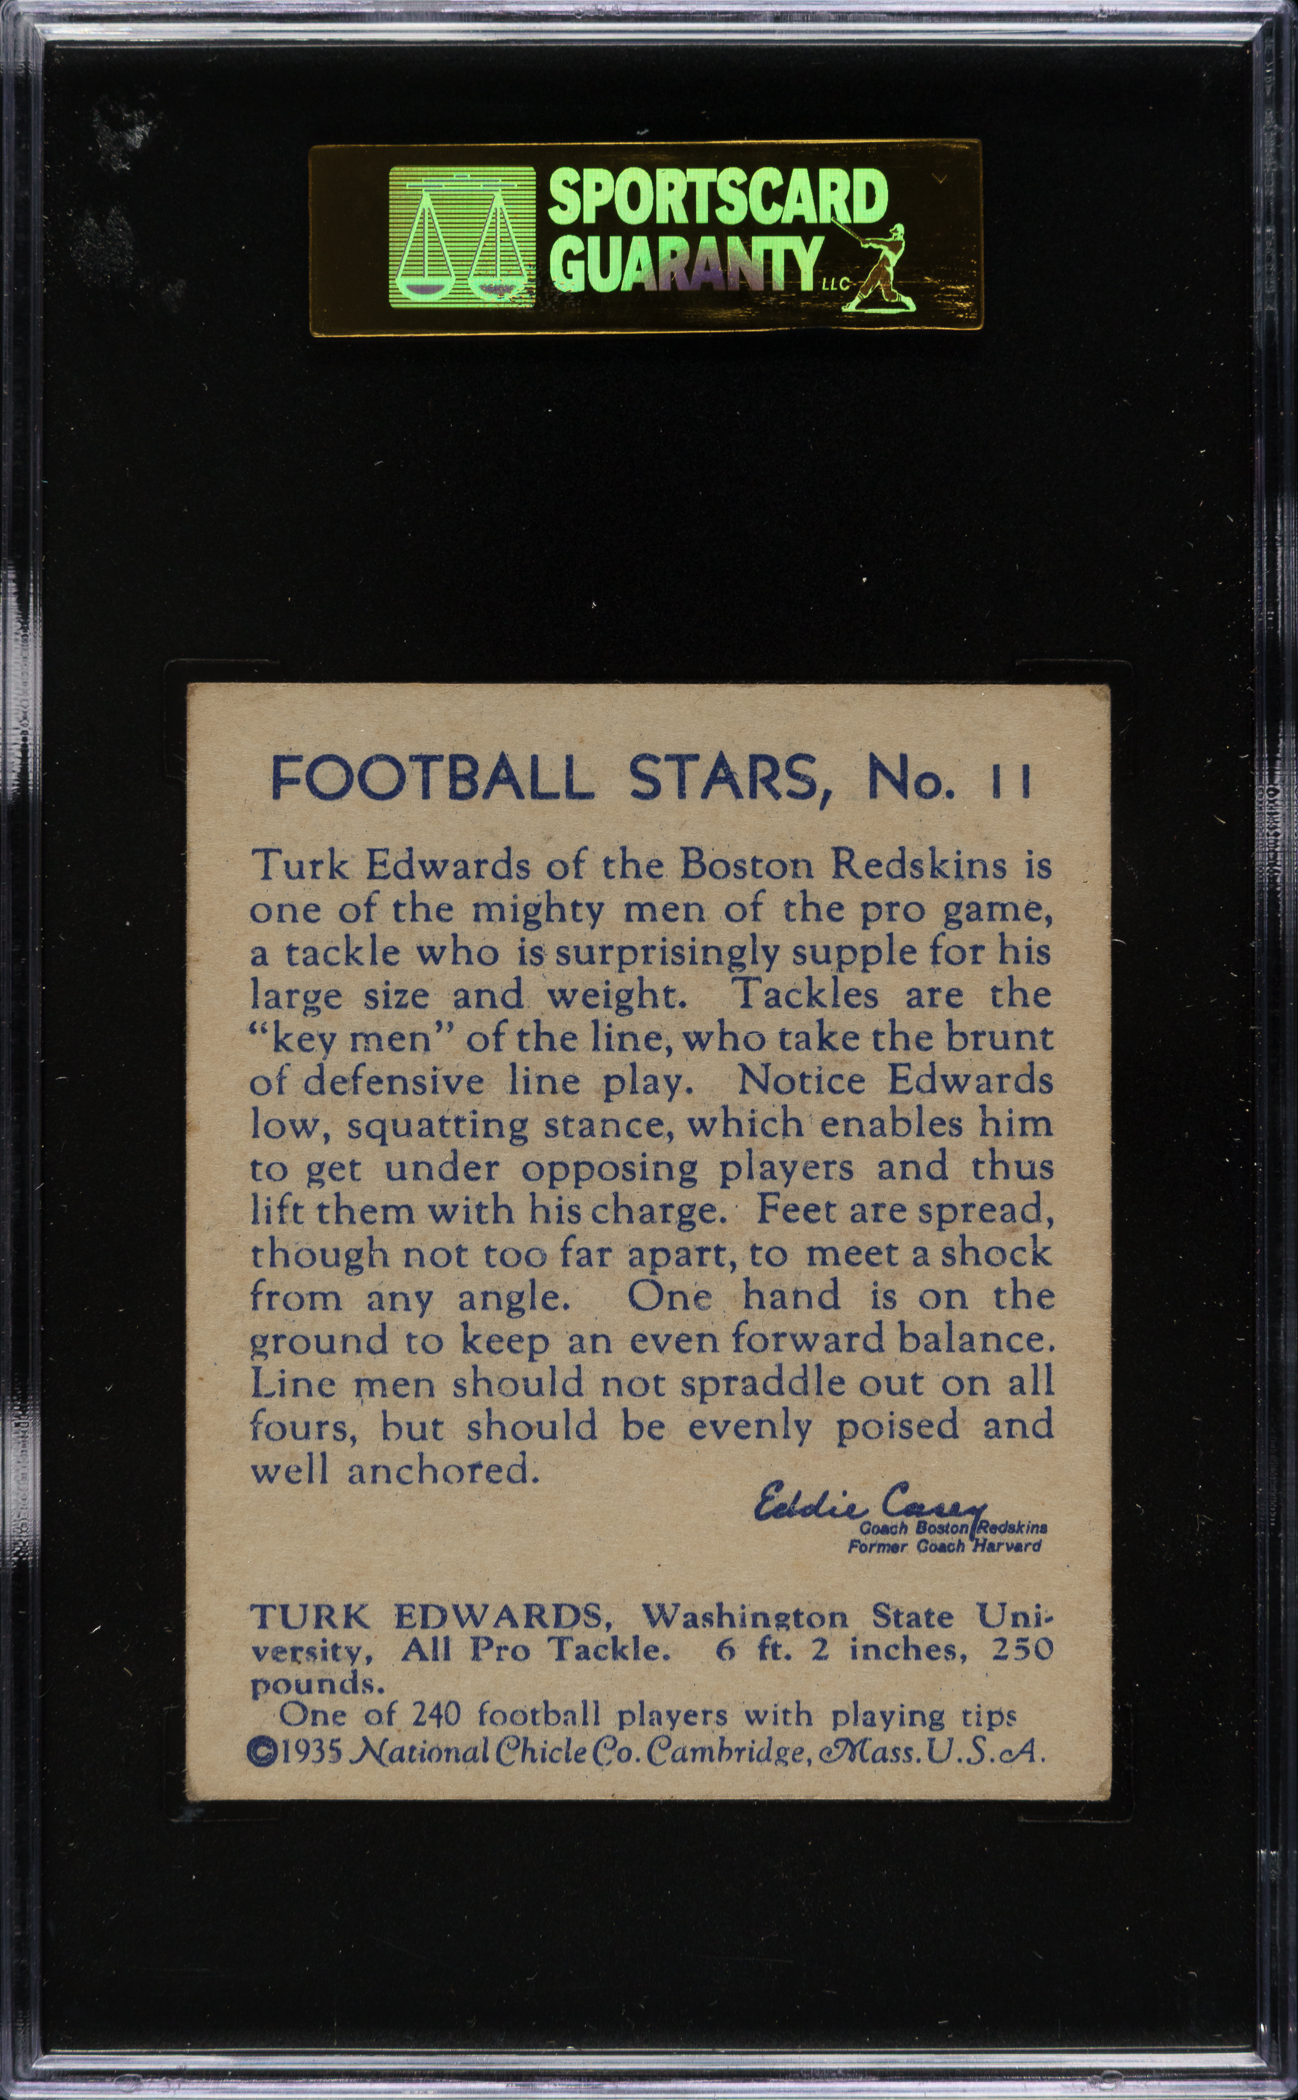 SPORTSCARD
GUARANTY LLC
FOOTBALL STARS, No. 11
Turk Edwards of the Boston Redskins is
one of the mighty men of the pro game,
a tackle who is surprisingly supple for his
large size and weight. Tackles are the
“key men” of the line, who take the brunt
of defensive line play. Notice Edwards
low, squatting stance, which enables him
to get under opposing players and thus
lift them with his charge. Feet are spread,
though not too far apart, to meet a shock
from any angle. One hand is on the
ground to keep an even forward balance.
Line men should not spraddle out on all
fours, but should be evenly poised and
well anchored.
Eddie Casey
Coach Boston Redskins
Former Coach Harvard
TURK EDWARDS, Washington State Uni-
versity, All Pro Tackle. 6 ft. 2 inches, 250
pounds.
One of 240 football players with playing tips
©1935 National Chicle Co. Cambridge, Mass. U.S.A.